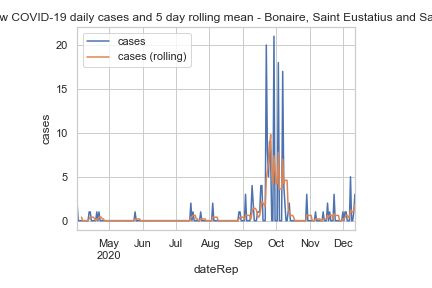 w COVID-19 daily cases and 5 day rolling mean - Bonaire, Saint Eustatius and Sa
cases
cases (rolling)
cases
20
15
10
5
0
May Jun Jul Aug Sep Oct Nov Dec
2020
dateRep